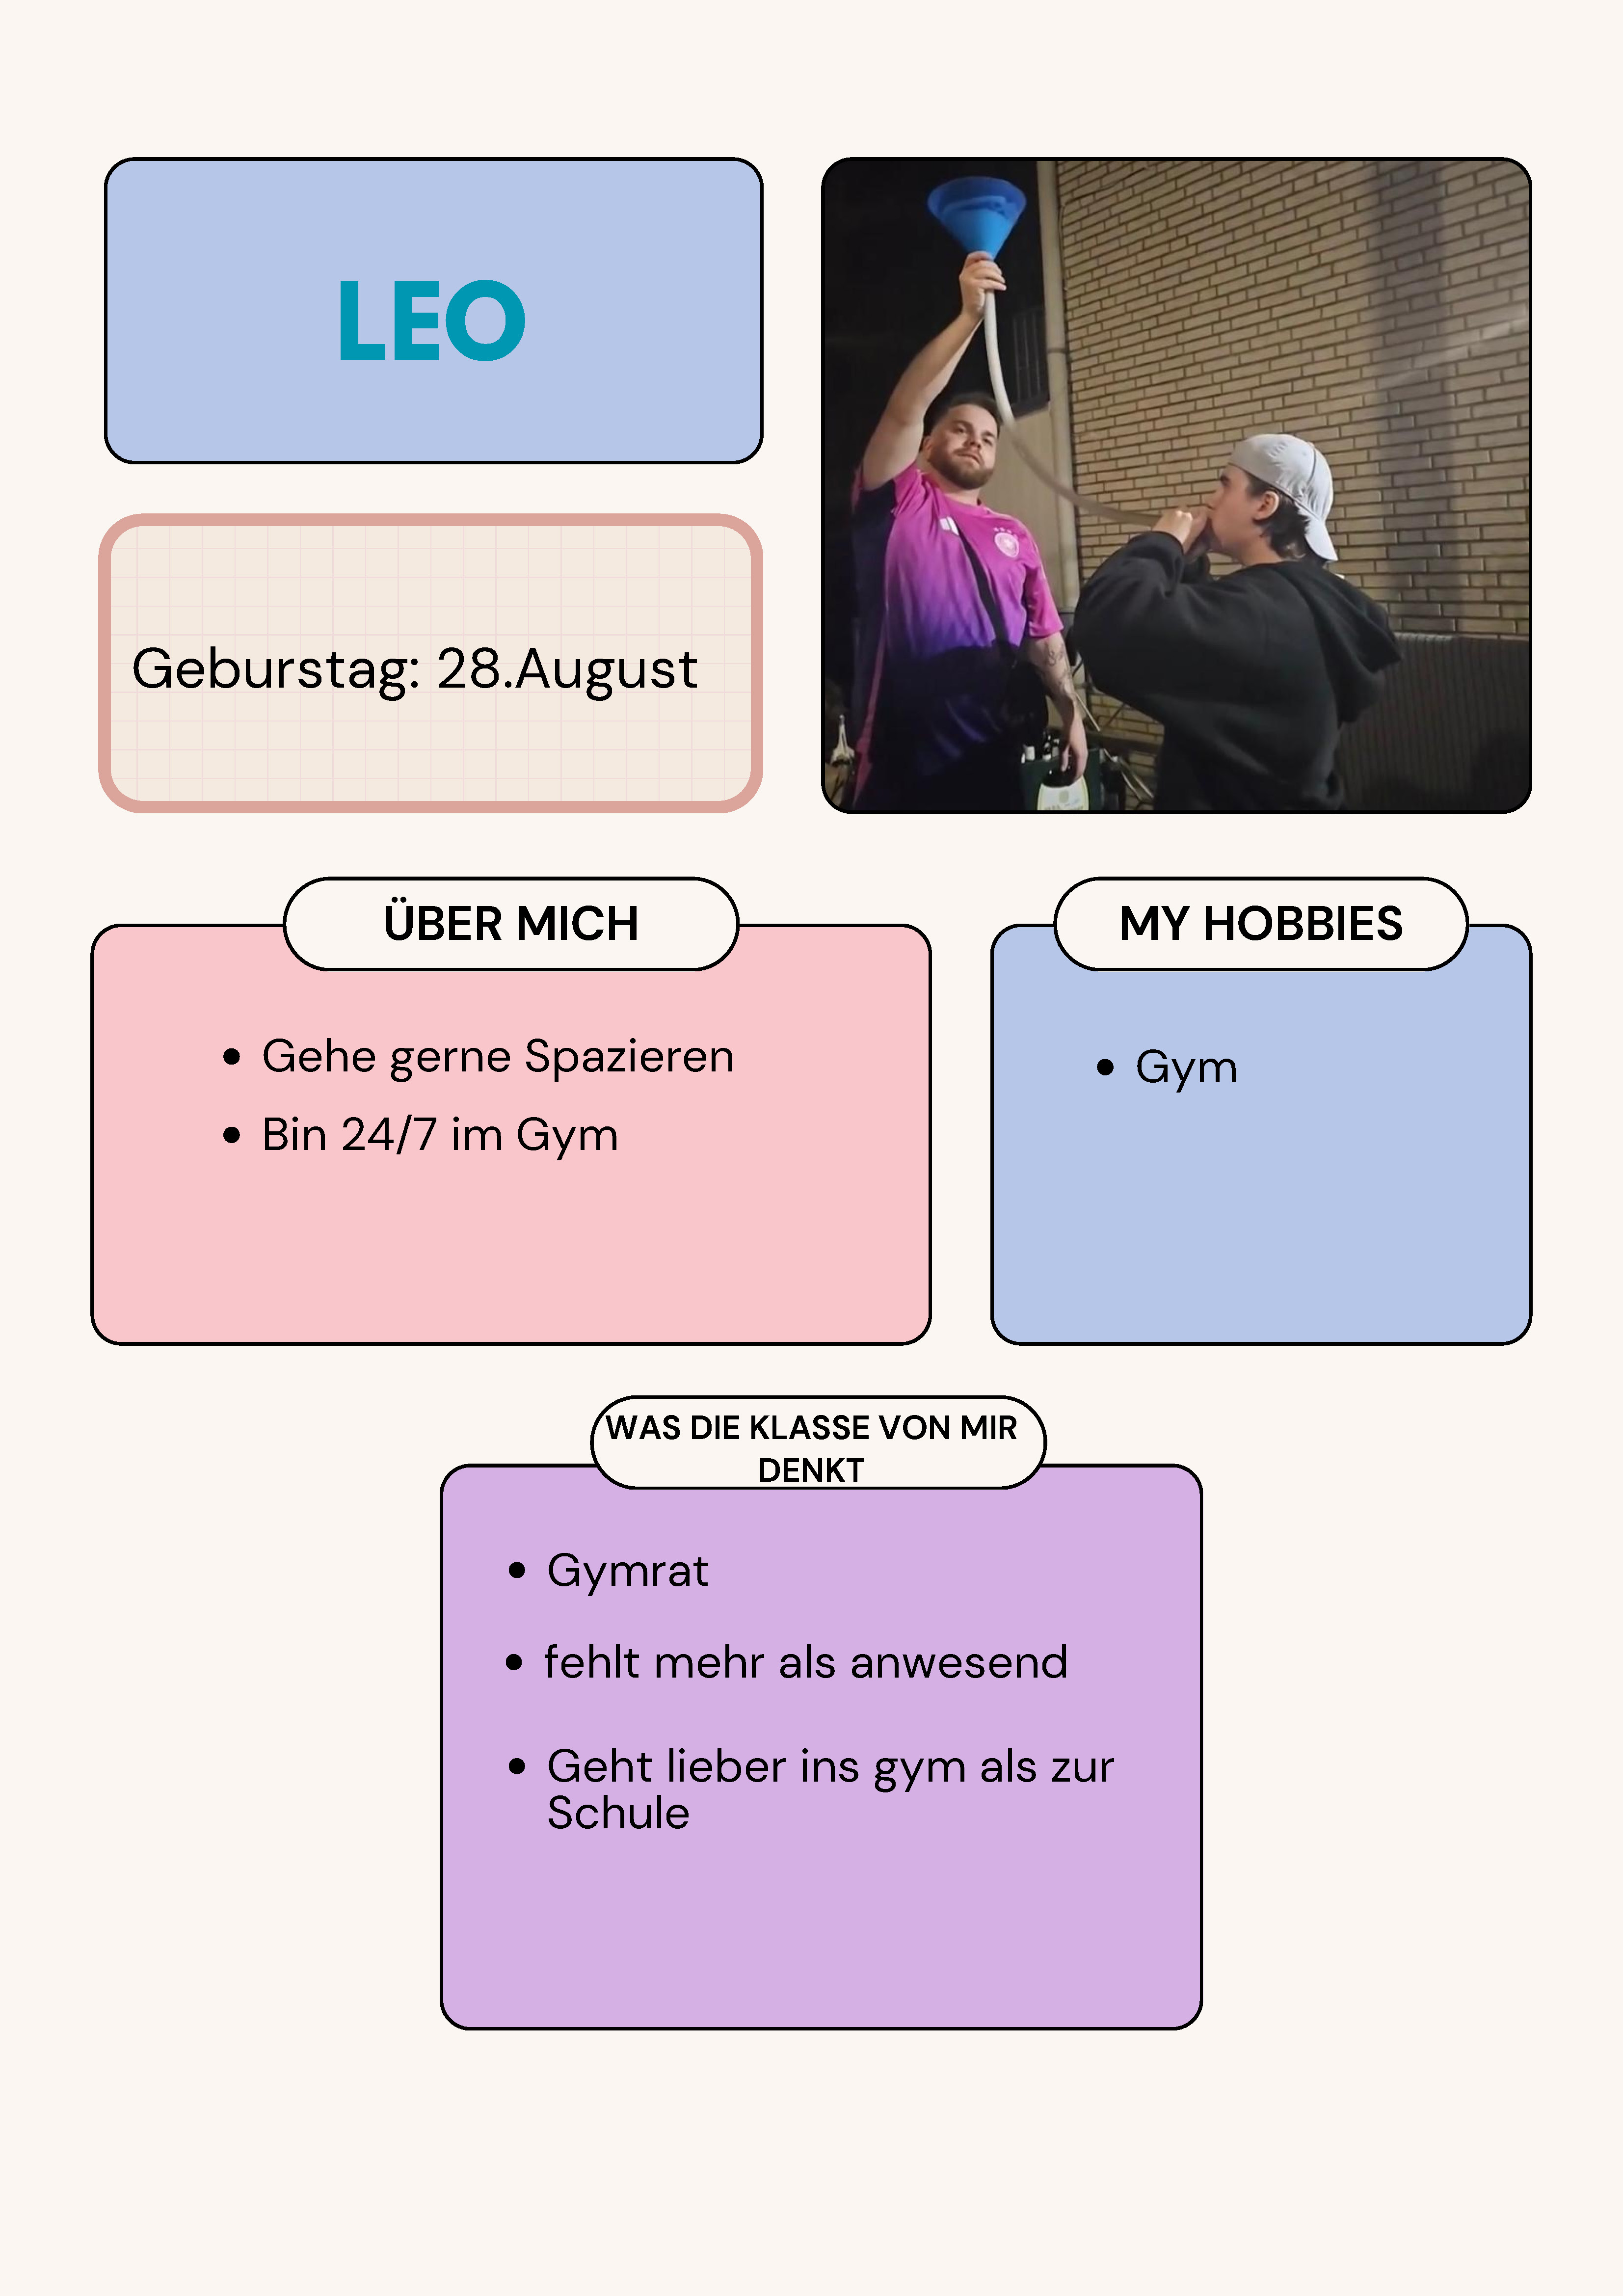 LEO
Geburstag: 28.August
ÜBER MICH
• Gehe gerne Spazieren
• Bin 24/7 im Gym
MY HOBBIES
• Gym
WAS DIE KLASSE VON MIR
DENKT
• Gymrat
• fehlt mehr als anwesend
• Geht lieber ins gym als zur
Schule